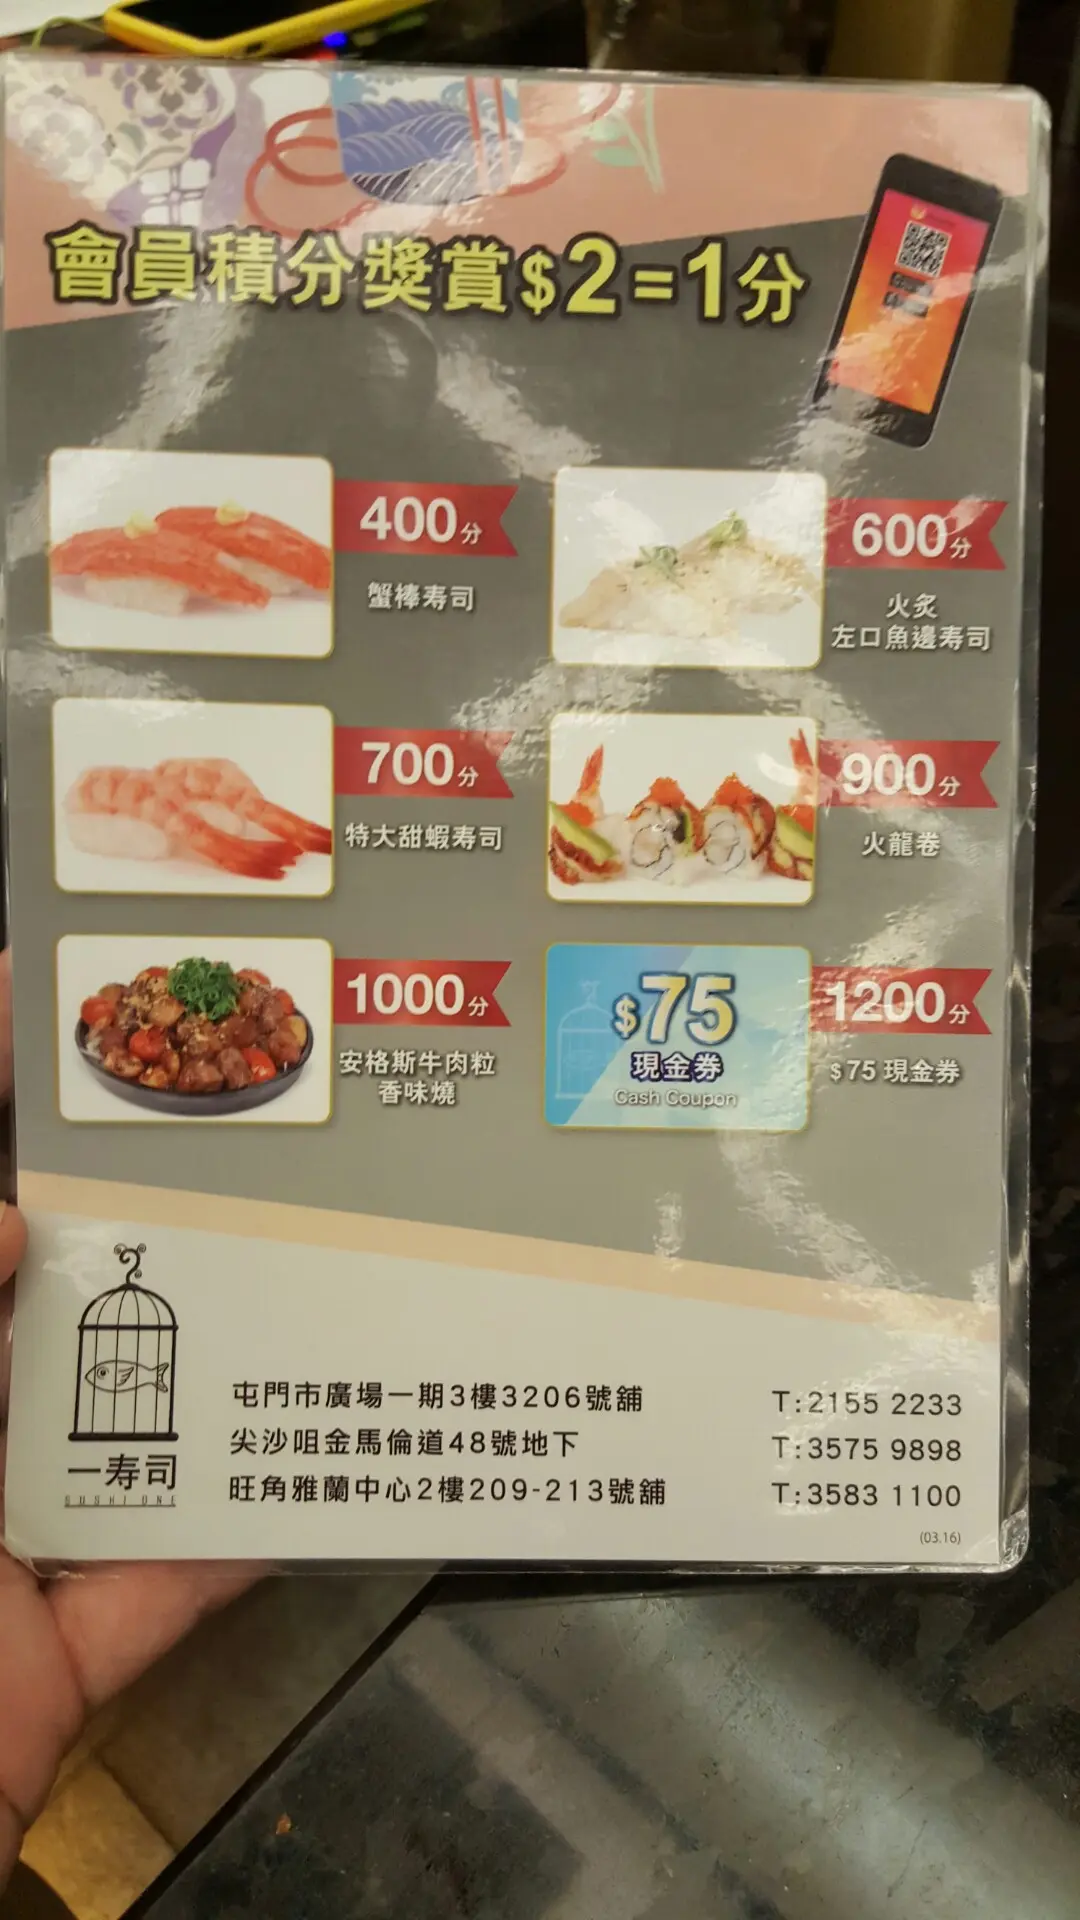 會員積分獎賞$2=1分
400分
蟹棒寿司
600分
火炙
左口魚邊寿司
700分
特大甜蝦寿司
900分
火龍卷
1000分
安格斯牛肉粒
香味燒
$75
現金券
Cash Coupon
1200分
$75 現金券
一寿司
SUSHI ONE
屯門市廣場一期3樓3206號舖 T:2155 2233
尖沙咀金馬倫道48號地下 T:3575 9898
旺角雅蘭中心2樓209-213號舖 T:3583 1100
(03.16)